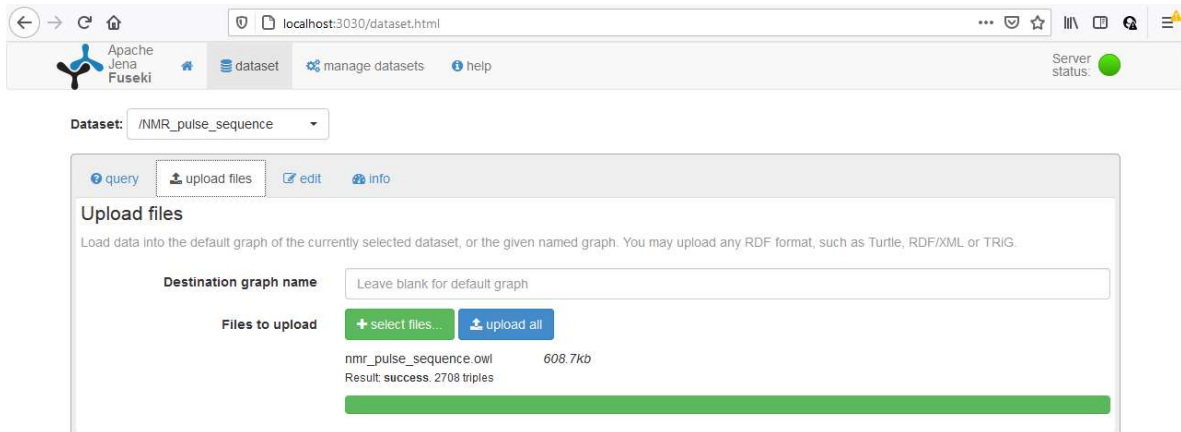 localhost:3030/dataset.html
Apache
Jena
Fuseki
dataset
manage datasets
help
Server
status:
Dataset: /NMR_pulse_sequence
query upload files edit info
Upload files
Load data into the default graph of the currently selected dataset, or the given named graph. You may upload any RDF format, such as Turtle, RDF/XML or TRiG.
Destination graph name Leave blank for default graph
Files to upload + select files... upload all
nmr_pulse_sequence.owl 608.7kb
Result: success. 2708 triples